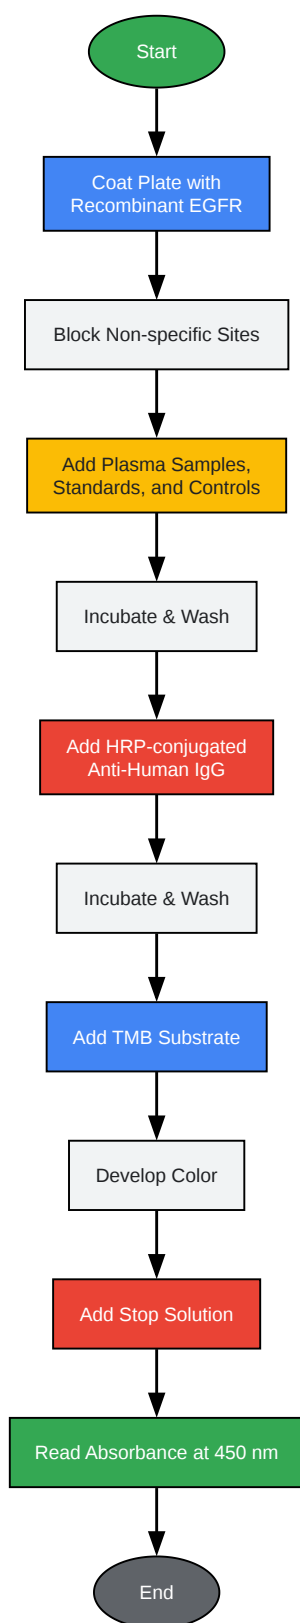 Start
Coat Plate with
Recombinant EGFR
Block Non-specific Sites
Add Plasma Samples,
Standards, and Controls
Incubate & Wash
Add HRP-conjugated
Anti-Human IgG
Incubate & Wash
Add TMB Substrate
Develop Color
Add Stop Solution
Read Absorbance at 450 nm
End